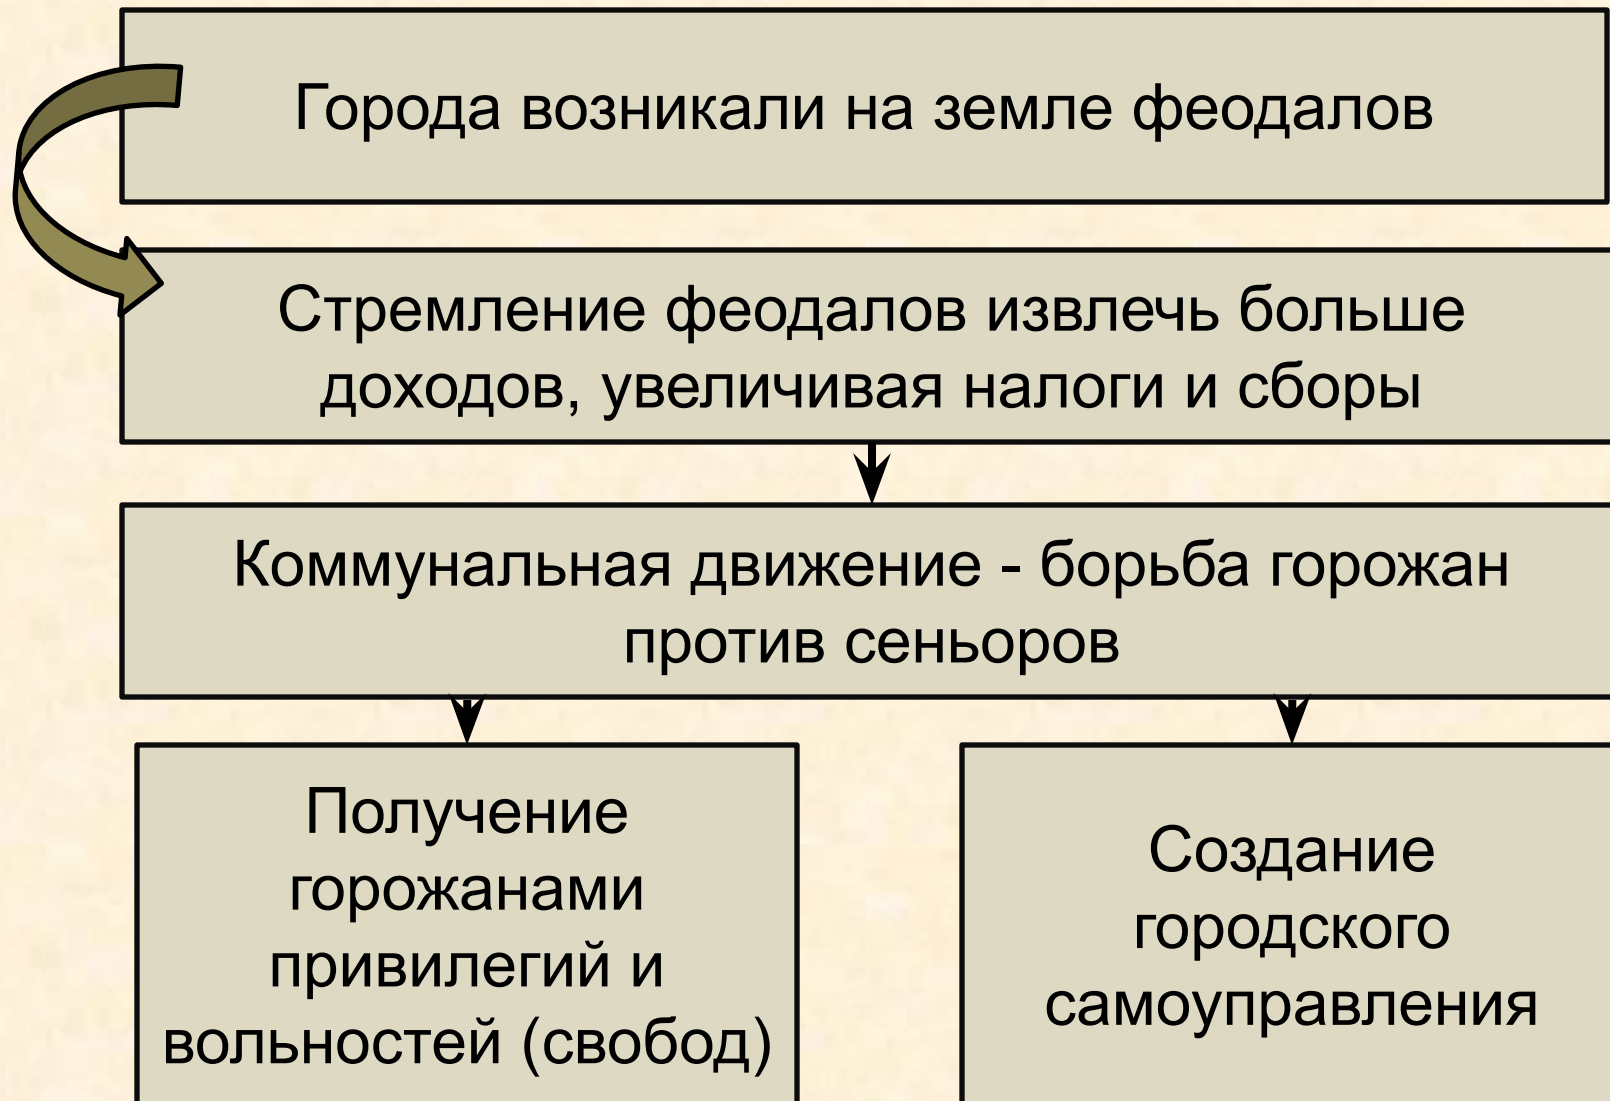 Города возникали на земле феодалов
Стремление феодалов извлечь больше
доходов, увеличивая налоги и сборы
Коммунальная движение - борьба горожан
против сеньоров
Получение
горожанами
привилегий и
вольностей (свобод)
Создание
городского
самоуправления